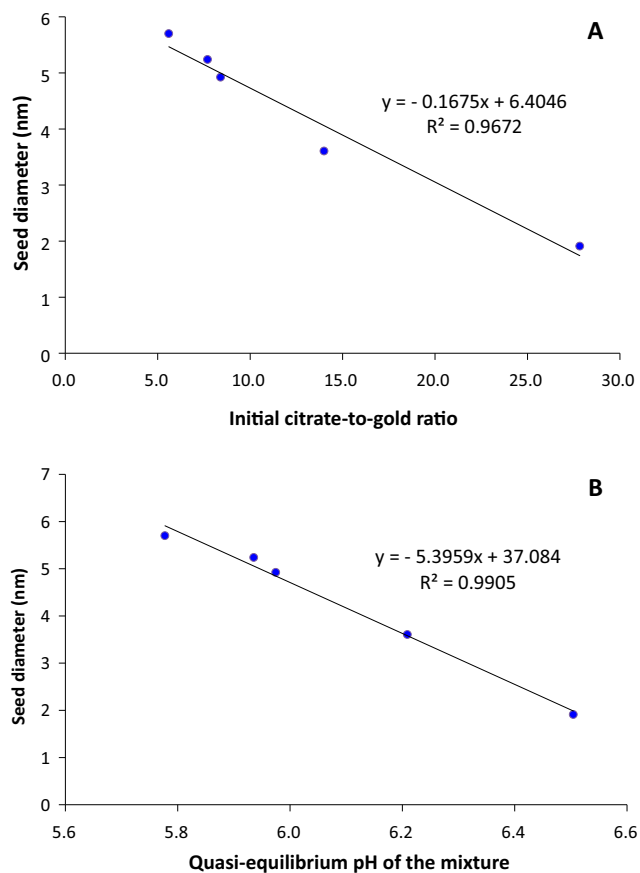 A
6
5
4
3
2
1
0
Seed diameter (nm)
y = - 0.1675x + 6.4046
R² = 0.9672
0.0 5.0 10.0 15.0 20.0 25.0 30.0
Initial citrate-to-gold ratio
B
7
6
5
4
3
2
1
0
Seed diameter (nm)
y = - 5.3959x + 37.084
R² = 0.9905
5.6 5.8 6.0 6.2 6.4 6.6
Quasi-equilibrium pH of the mixture